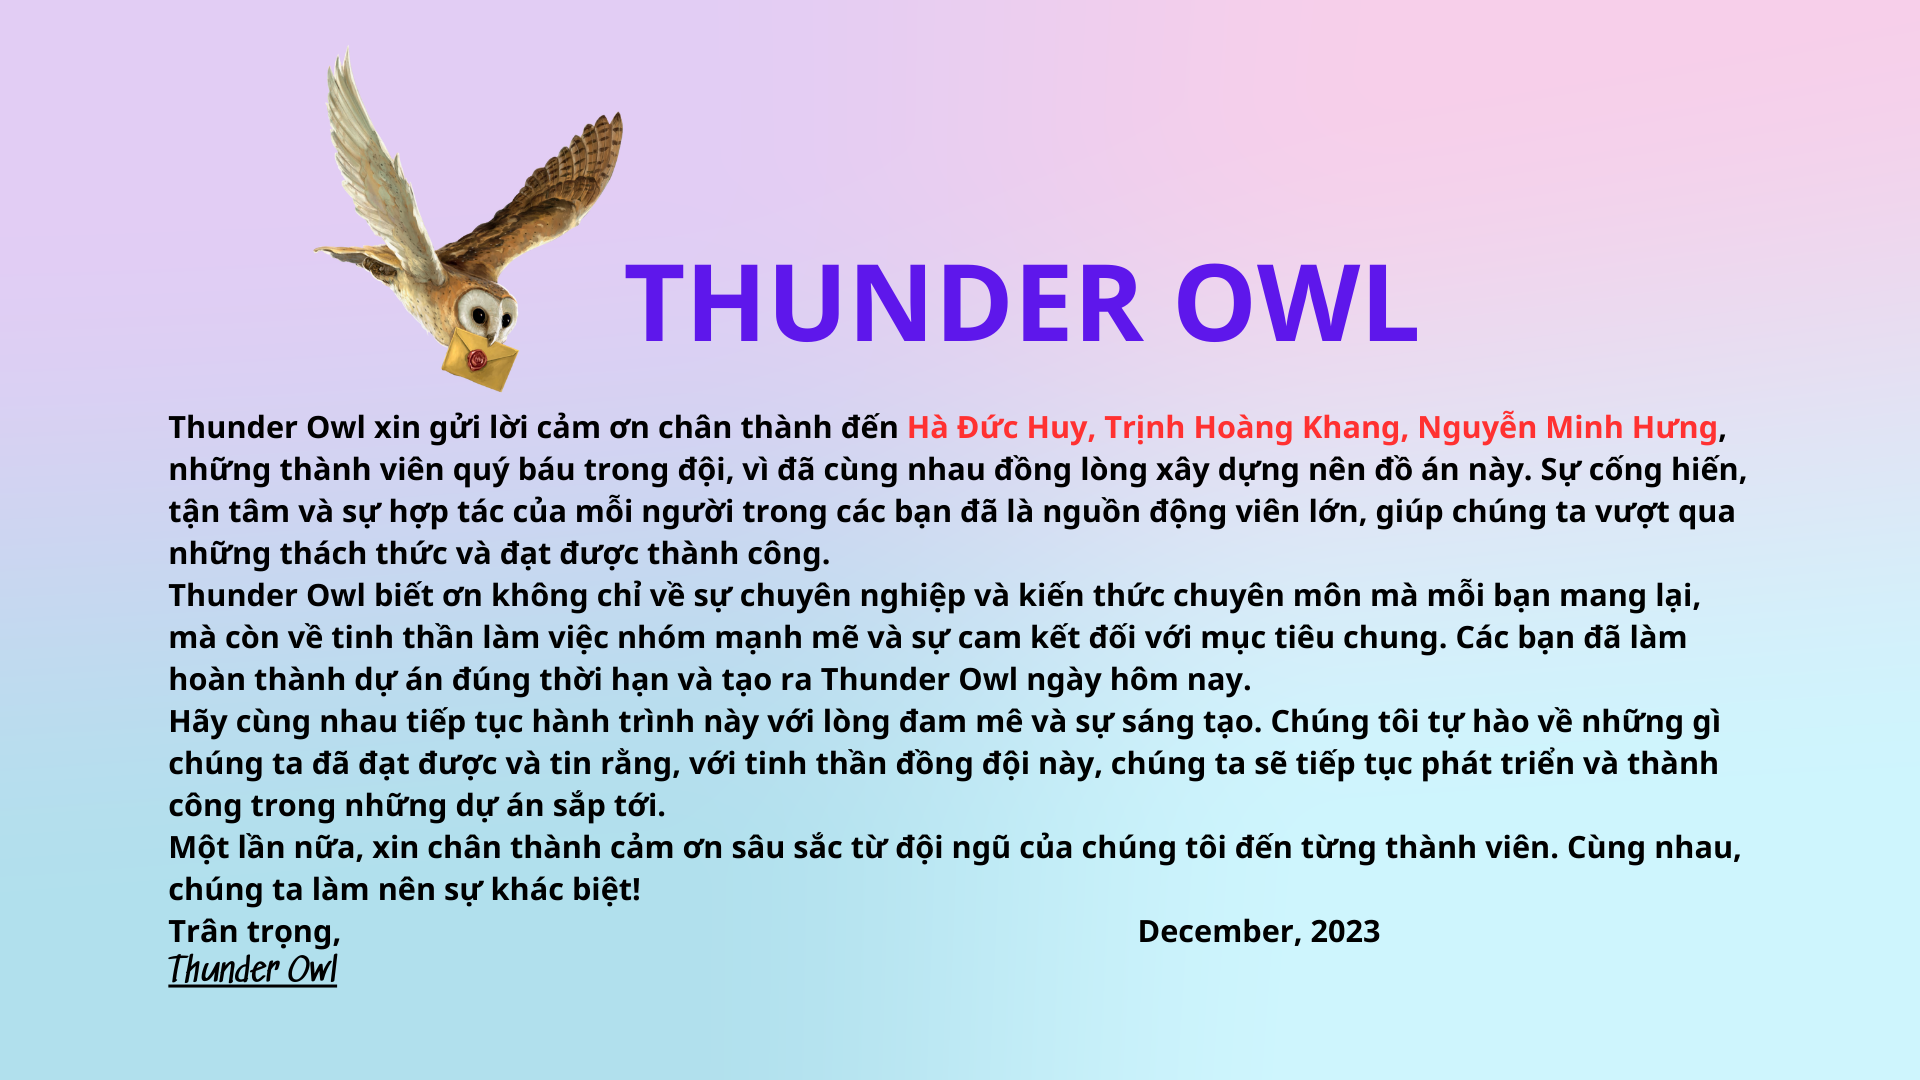 THUNDER OWL
Thunder Owl xin gửi lời cảm ơn chân thành đến Hà Đức Huy, Trịnh Hoàng Khang, Nguyễn Minh Hưng,
những thành viên quý báu trong đội, vì đã cùng nhau đồng lòng xây dựng nên đồ án này. Sự cống hiến,
tận tâm và sự hợp tác của mỗi người trong các bạn đã là nguồn động viên lớn, giúp chúng ta vượt qua
những thách thức và đạt được thành công.
Thunder Owl biết ơn không chỉ về sự chuyên nghiệp và kiến thức chuyên môn mà mỗi bạn mang lại,
mà còn về tinh thần làm việc nhóm mạnh mẽ và sự cam kết đối với mục tiêu chung. Các bạn đã làm
hoàn thành dự án đúng thời hạn và tạo ra Thunder Owl ngày hôm nay.
Hãy cùng nhau tiếp tục hành trình này với lòng đam mê và sự sáng tạo. Chúng tôi tự hào về những gì
chúng ta đã đạt được và tin rằng, với tinh thần đồng đội này, chúng ta sẽ tiếp tục phát triển và thành
công trong những dự án sắp tới.
Một lần nữa, xin chân thành cảm ơn sâu sắc từ đội ngũ của chúng tôi đến từng thành viên. Cùng nhau,
chúng ta làm nên sự khác biệt!
Trân trọng, December, 2023
Thunder Owl